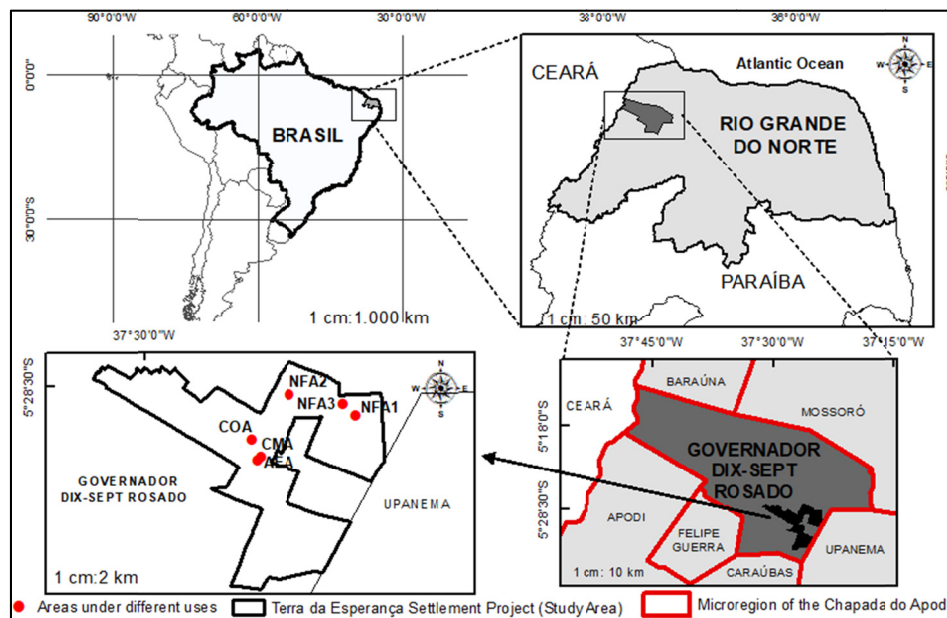 90°0'0"W 60°0'0"W 30°0'0"W
0°0'0"
30°0'0"S
BRASIL
1 cm:1.000 km
37°30'0"W
38°0'0"W 36°0'0"W
CEARÁ
Atlantic Ocean
N
W E
S
RIO GRANDE
DO NORTE
PARAÍBA
1 cm: 50 km
5°28'30"S
NFA2
NFA3
NFA1
COA
CMA
AEA
N
W E
S
GOVERNADOR
DIX-SEPT ROSADO
UPANEMA
1 cm:2 km
37°45'0"W 37°30'0"W 37°15'0"W
5°18'0"S
5°28'30"S
CEARÁ
BARAÚNA
MOSSORÓ
GOVERNADOR
DIX-SEPT
ROSADO
APODI
FELIPE
GUERRA
UPANEMA
CARAÚBAS
1 cm: 10 km
Areas under different uses
Terra da Esperança Settlement Project (Study Area)
Microregion of the Chapada do Apod